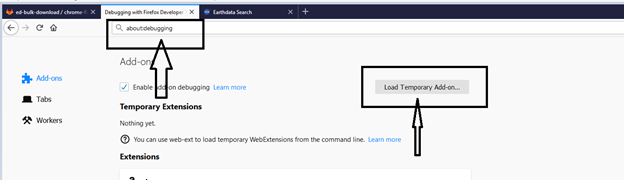 ed-bulk-download / chrome-
Debugging with Firefox Developer
Earthdata Search
about:debugging
Add-ons
Add-ons
Enable add-on debugging Learn more
Load Temporary Add-on...
Tabs
Temporary Extensions
Workers
Nothing yet.
You can use web-ext to load temporary WebExtensions from the command line. Learn more
Extensions